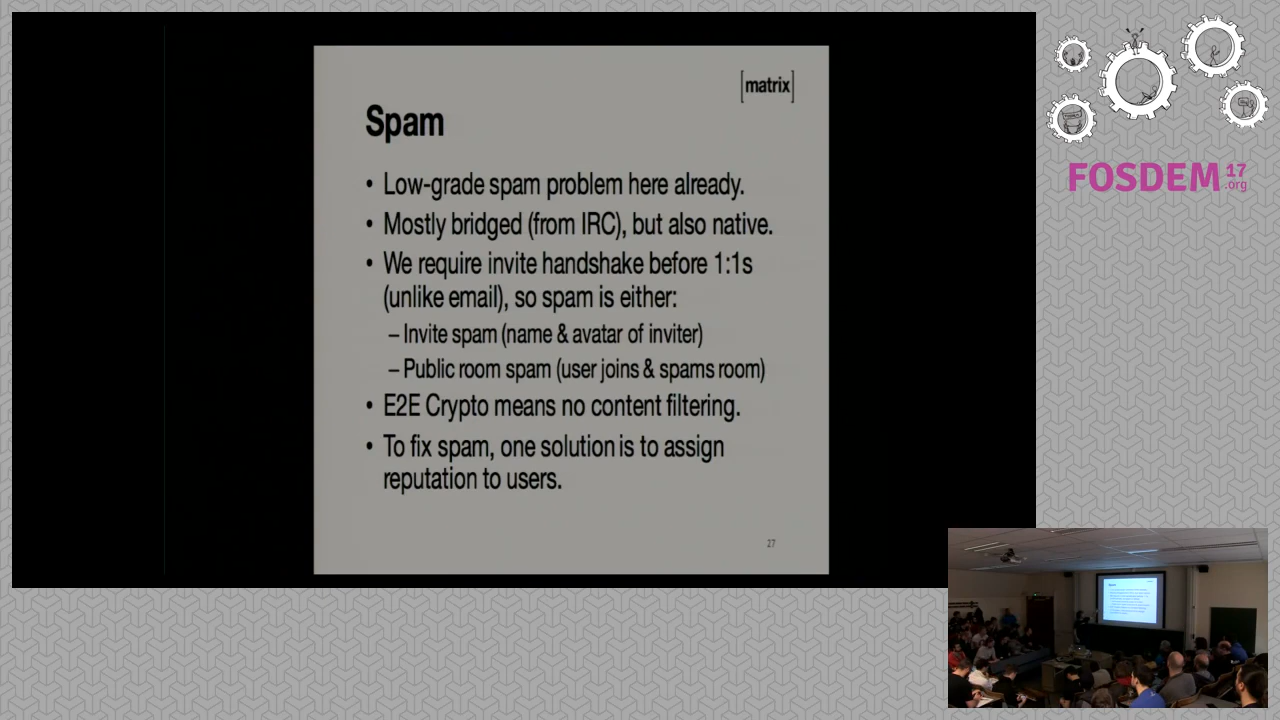 [matrix]
Spam
• Low-grade spam problem here already.
• Mostly bridged (from IRC), but also native.
• We require invite handshake before 1:1s
(unlike email), so spam is either:
– Invite spam (name & avatar of inviter)
– Public room spam (user joins & spams room)
• E2E Crypto means no content filtering.
• To fix spam, one solution is to assign
reputation to users.
27
FOSDEM 17
.org